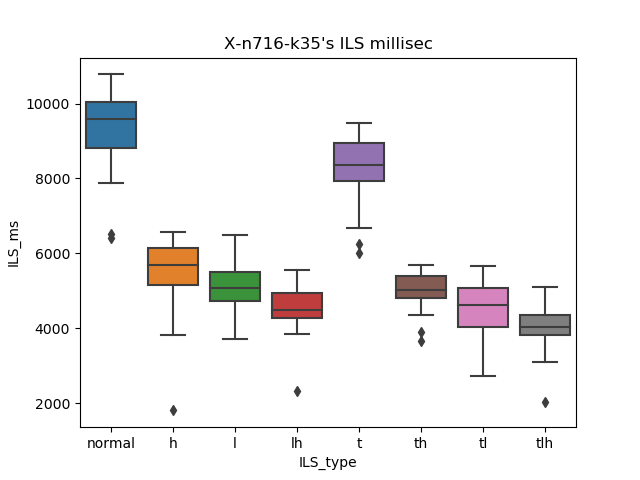 X-n716-k35's ILS millisec
10000
8000
6000
4000
2000
ILS_ms
normal h l lh t th tl tlh
ILS_type